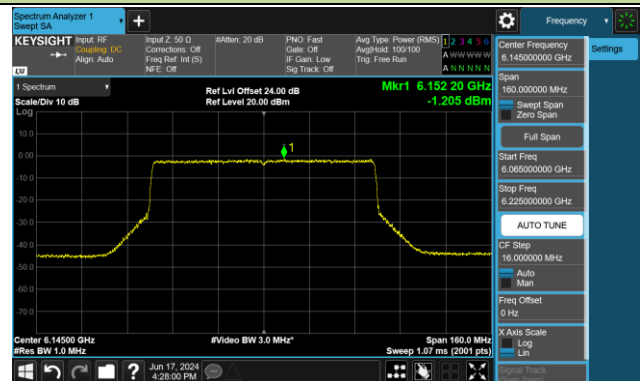 Spectrum Analyzer 1
Swept SA
Frequency
KEYSIGHT
Input: RF
Coupling: DC
Align: Auto
Input Z: 50 Ω
Corrections: Off
Freq Ref: Int (S)
NFE: Off
#Atten: 20 dB
PNO: Fast
Gate: Off
IF Gain: Low
Sig Track: Off
Avg Type: Power (RMS)
Avg|Hold: 100/100
Trig: Free Run
1 2 3 4 5 6
A W W W W W
A N N N N N
LXI
1 Spectrum
Scale/Div 10 dB
Log
Ref Lvl Offset 24.00 dB
Ref Level 20.00 dBm
Mkr1 6.152 20 GHz
-1.205 dBm
1
10.0
0.00
-10.0
-20.0
-30.0
-40.0
-50.0
-60.0
-70.0
Center 6.14500 GHz
#Res BW 1.0 MHz
#Video BW 3.0 MHz*
Span 160.0 MHz
Sweep 1.07 ms (2001 pts)
Jun 17, 2024
4:28:00 PM
Center Frequency
6.145000000 GHz
Span
160.000000 MHz
Swept Span
Zero Span
Full Span
Start Freq
6.065000000 GHz
Stop Freq
6.225000000 GHz
AUTO TUNE
CF Step
16.000000 MHz
Auto
Man
Freq Offset
0 Hz
X Axis Scale
Log
Lin
Signal Track
Settings